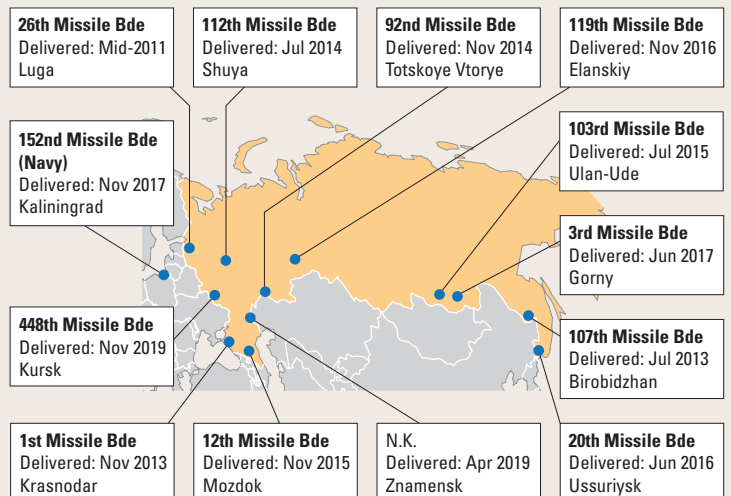 26th Missile Bde
Delivered: Mid-2011
Luga
112th Missile Bde
Delivered: Jul 2014
Shuya
92nd Missile Bde
Delivered: Nov 2014
Totskoye Vtorye
119th Missile Bde
Delivered: Nov 2016
Elanskiy
152nd Missile Bde
(Navy)
Delivered: Nov 2017
Kaliningrad
103rd Missile Bde
Delivered: Jul 2015
Ulan-Ude
3rd Missile Bde
Delivered: Jun 2017
Gorny
448th Missile Bde
Delivered: Nov 2019
Kursk
107th Missile Bde
Delivered: Jul 2013
Birobidzhan
1st Missile Bde
Delivered: Nov 2013
Krasnodar
12th Missile Bde
Delivered: Nov 2015
Mozdok
N.K.
Delivered: Apr 2019
Znamensk
20th Missile Bde
Delivered: Jun 2016
Ussuriysk